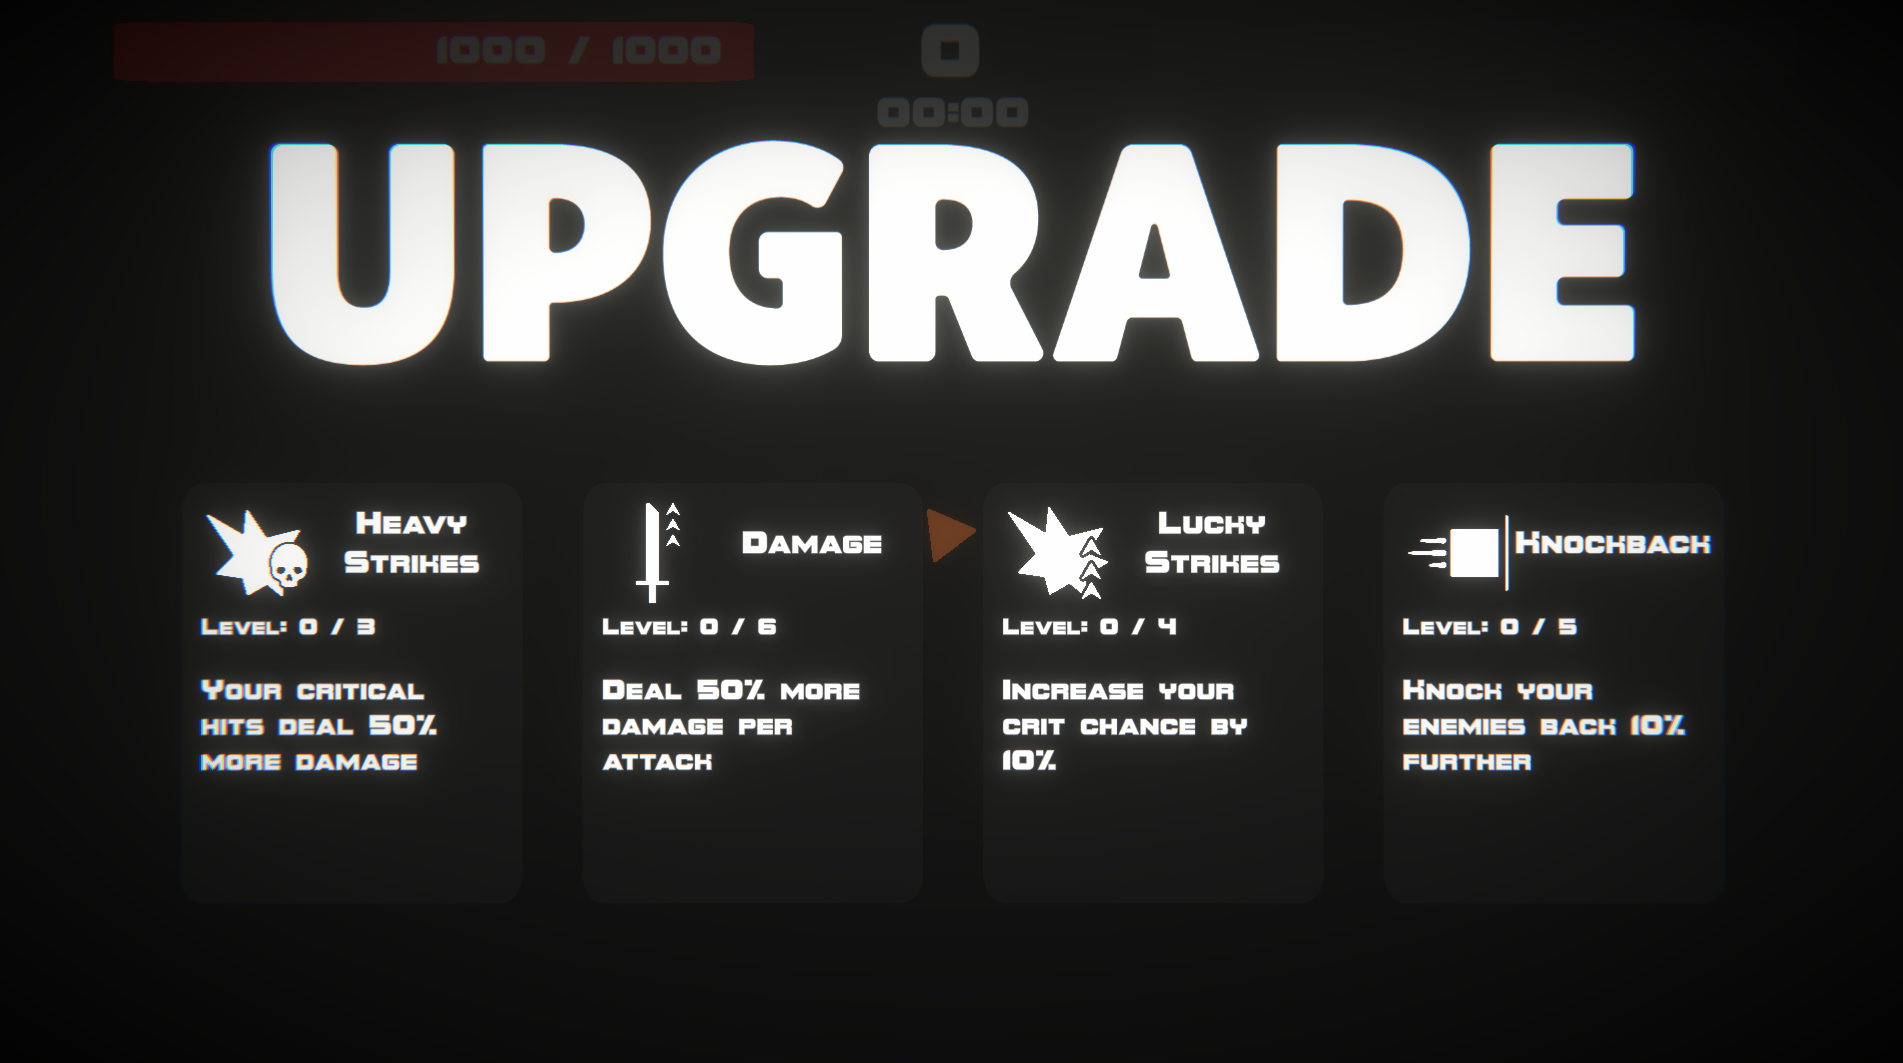 1000 / 1000
0
00:00
UPGRADE
Heavy
Strikes
Level: 0 / 3
Your critical
hits deal 50%
more damage
Damage
Level: 0 / 6
Deal 50% more
damage per
attack
Lucky
Strikes
Level: 0 / 4
Increase your
crit chance by
10%
Knockback
Level: 0 / 5
Knock your
enemies back 10%
further